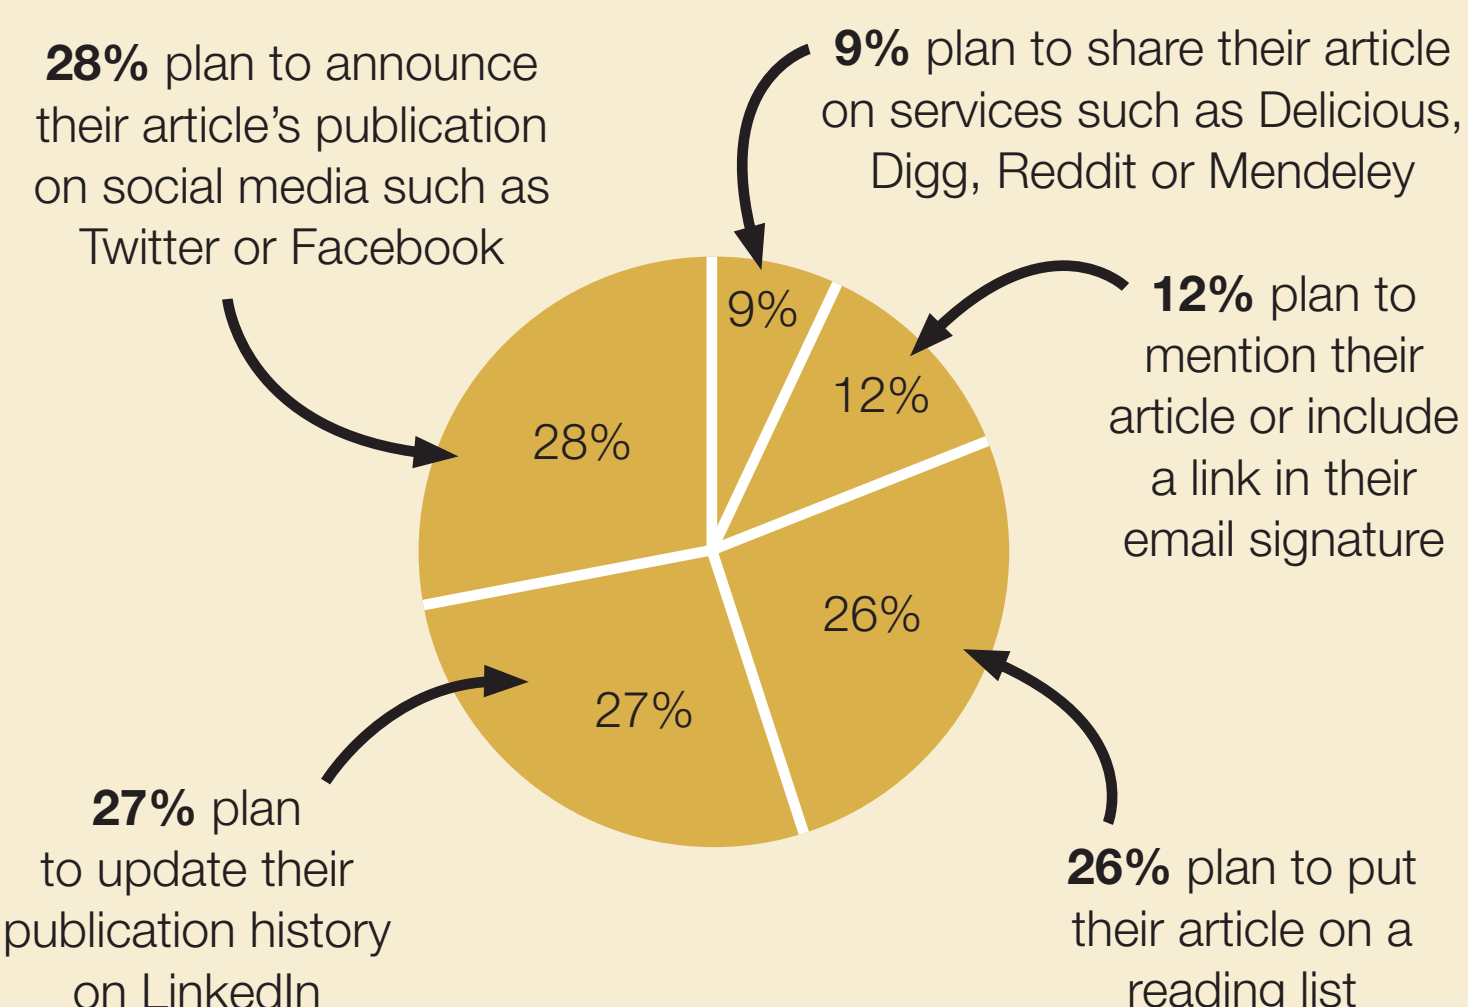 28% plan to announce
their article’s publication
on social media such as
Twitter or Facebook
9% plan to share their article
on services such as Delicious,
Digg, Reddit or Mendeley
12% plan to
mention their
article or include
a link in their
email signature
9%
12%
28%
26%
27%
27% plan
to update their
publication history
on LinkedIn
26% plan to put
their article on a
reading list